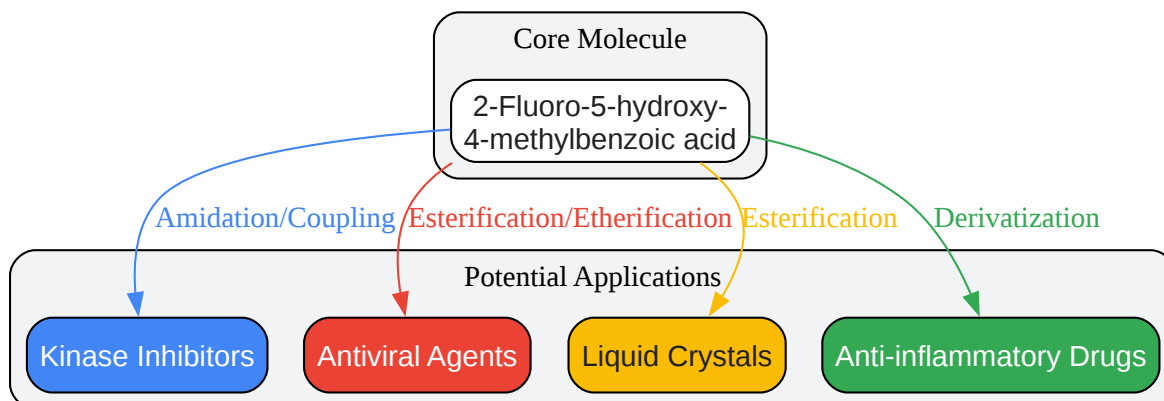 Core Molecule
2-Fluoro-5-hydroxy-
4-methylbenzoic acid
Amidation/Coupling
Esterification/Etherification
Esterification
Derivatization
Potential Applications
Kinase Inhibitors
Antiviral Agents
Liquid Crystals
Anti-inflammatory Drugs